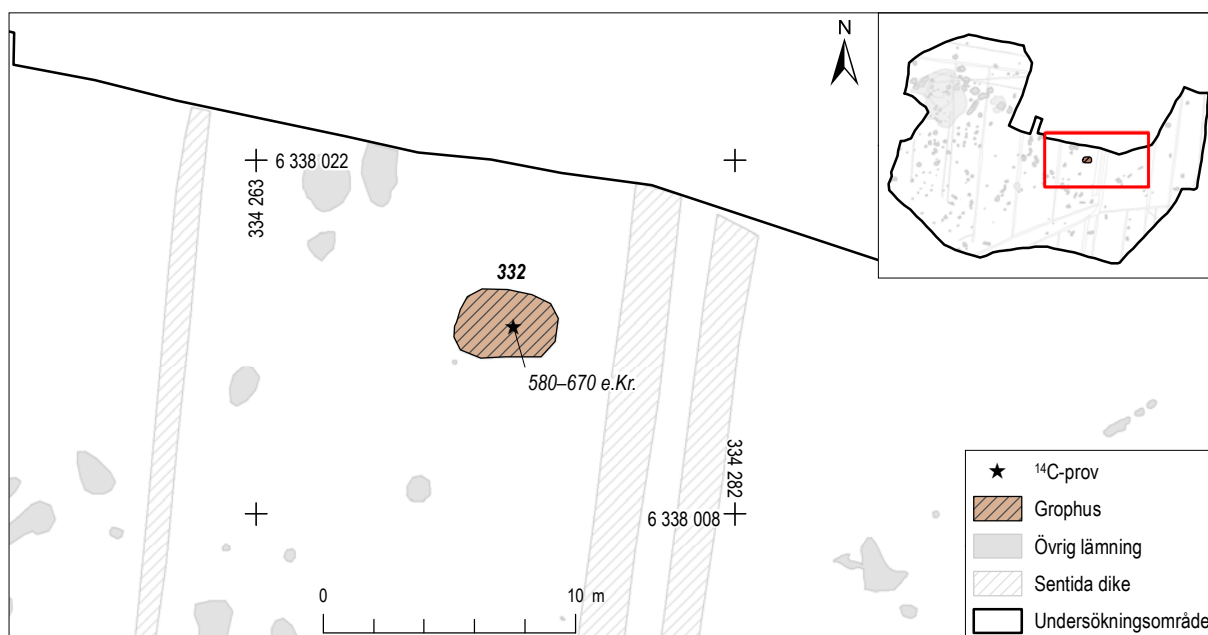 N
6 338 022
334 263
332
580–670 e.Kr.
334 282
6 338 008
0 10 m
¹⁴C-prov
Grophus
Övrig lämning
Sentida dike
Undersökningsområde